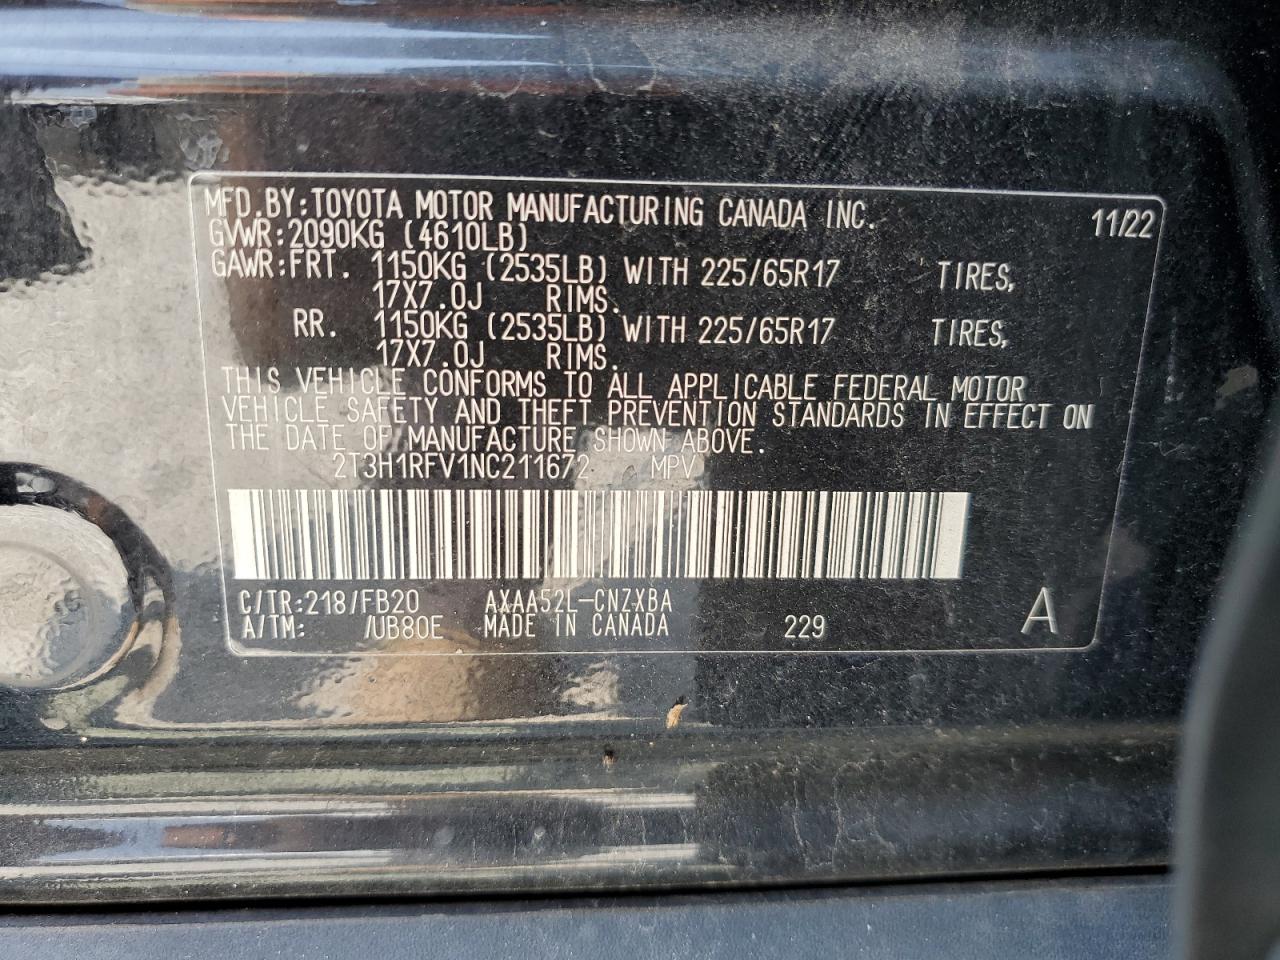 MFD.BY:TOYOTA MOTOR MANUFACTURING CANADA INC. 11/22
GVWR:2090KG (4610LB)
GAWR:FRT. 1150KG (2535LB) WITH 225/65R17 TIRES,
17X7.0J RIMS.
RR. 1150KG (2535LB) WITH 225/65R17 TIRES,
17X7.0J RIMS.
THIS VEHICLE CONFORMS TO ALL APPLICABLE FEDERAL MOTOR
VEHICLE SAFETY AND THEFT PREVENTION STANDARDS IN EFFECT ON
THE DATE OF MANUFACTURE SHOWN ABOVE.
2T3H1RFV1NC211672 MPV
C/TR:218/FB20 AXAA52L-CNZXBA
A/TM: /UB80E MADE IN CANADA 229 A